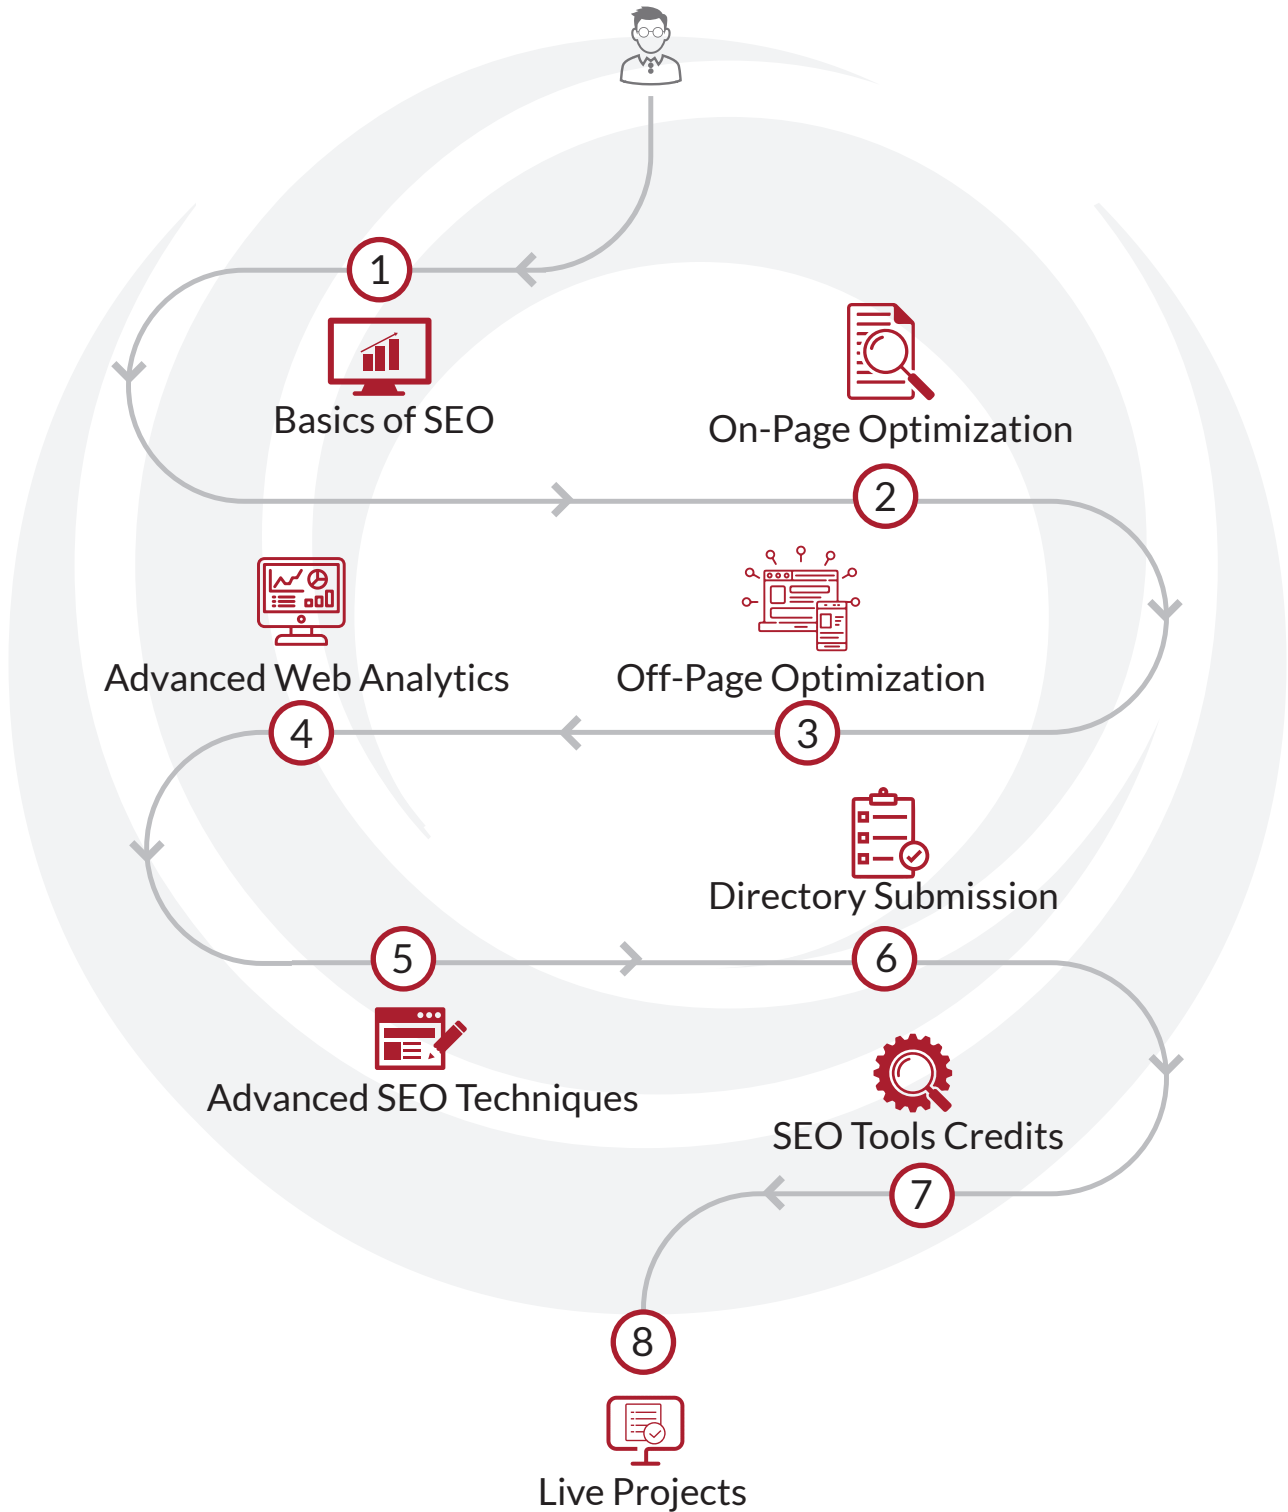 1
Basics of SEO
On-Page Optimization
2
Off-Page Optimization
3
Advanced Web Analytics
4
5
Advanced SEO Techniques
Directory Submission
6
SEO Tools Credits
7
8
Live Projects